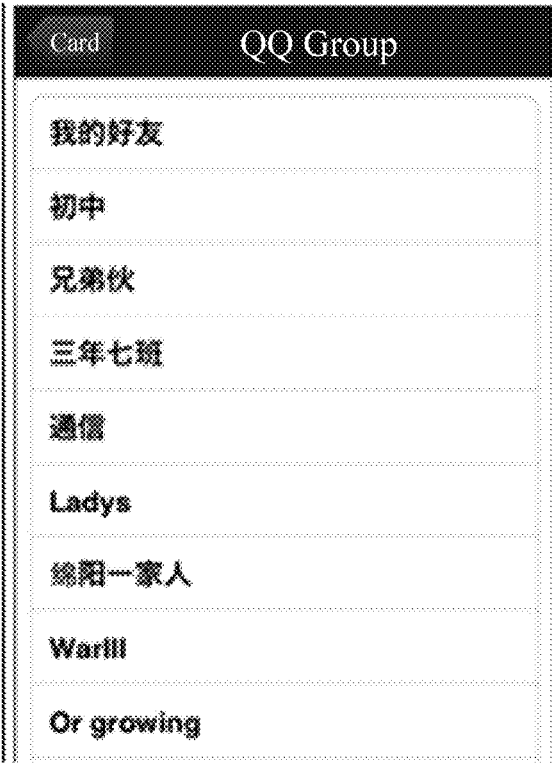 Card
QQ Group
我的好友
初中
兄弟伙
三年七班
通信
Ladys
绵阳一家人
Warlll
Or growing